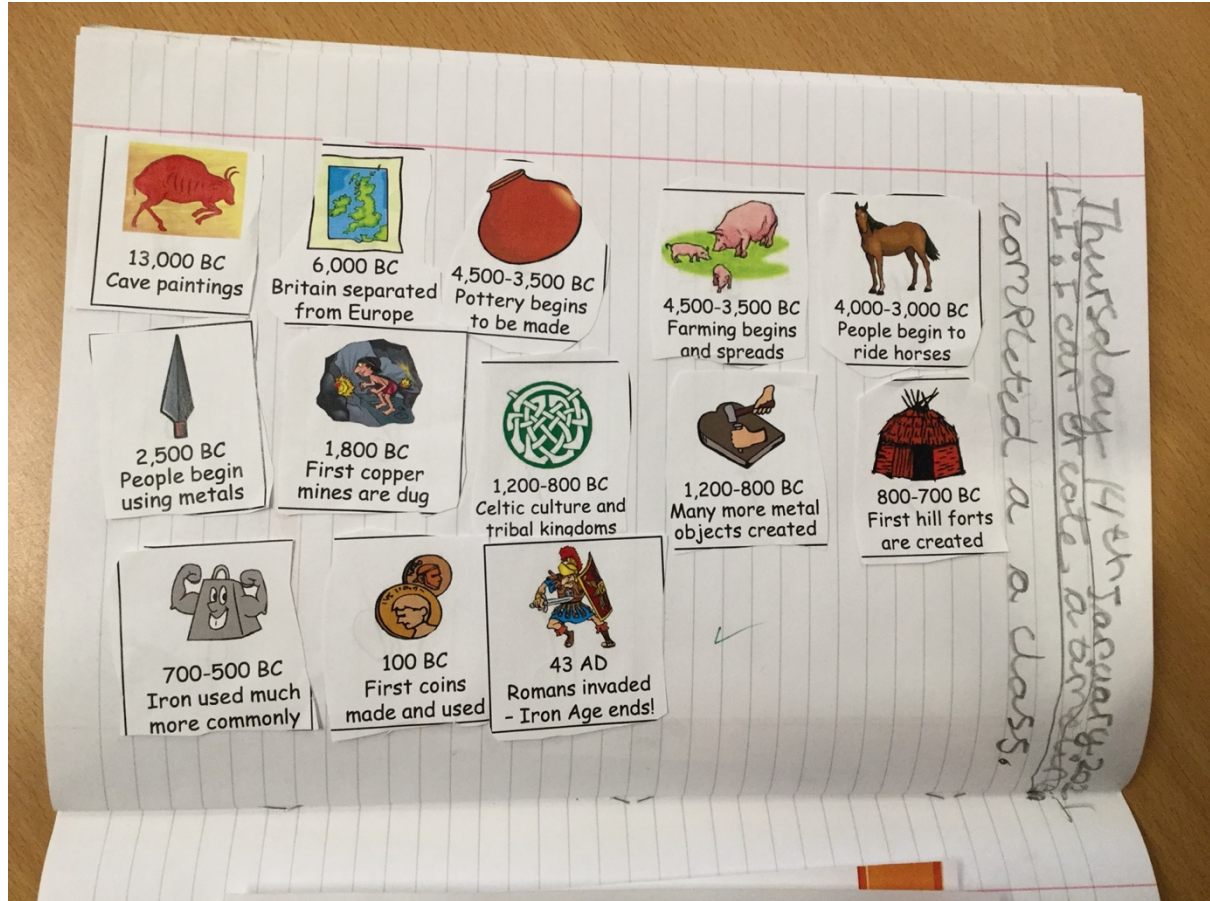 Thursday 14th January 2021
LI: I can create a timeline
completed a a class.
13,000 BC
Cave paintings
6,000 BC
Britain separated
from Europe
4,500-3,500 BC
Pottery begins
to be made
4,500-3,500 BC
Farming begins
and spreads
4,000-3,000 BC
People begin to
ride horses
2,500 BC
People begin
using metals
1,800 BC
First copper
mines are dug
1,200-800 BC
Celtic culture and
tribal kingdoms
1,200-800 BC
Many more metal
objects created
800-700 BC
First hill forts
are created
700-500 BC
Iron used much
more commonly
100 BC
First coins
made and used
43 AD
Romans invaded
– Iron Age ends!